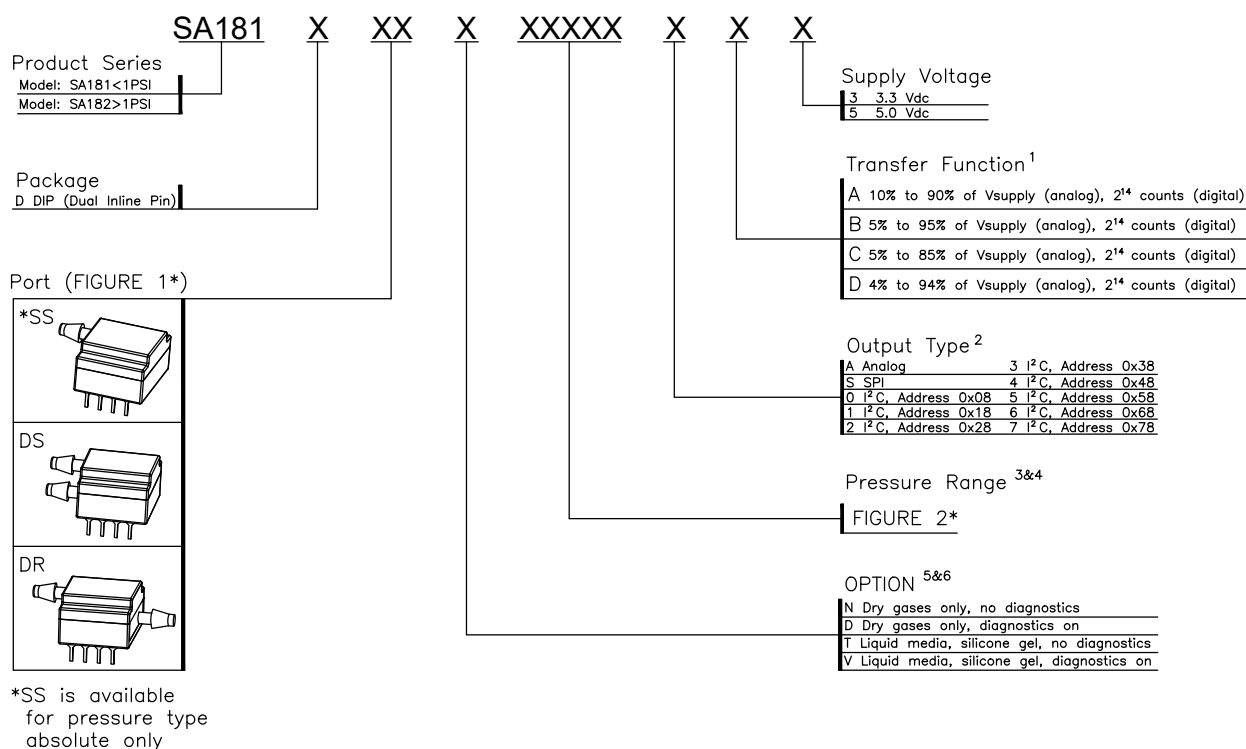 SA181 X XX X XXXXX X X X
Product Series
Model: SA181<1PSI
Model: SA182>1PSI
Package
D DIP (Dual Inline Pin)
Port (FIGURE 1*)
*SS
DS
DR
*SS is available
for pressure type
absolute only
Supply Voltage
3 3.3 Vdc
5 5.0 Vdc
Transfer Function¹
A 10% to 90% of Vsupply (analog), 2¹⁴ counts (digital)
B 5% to 95% of Vsupply (analog), 2¹⁴ counts (digital)
C 5% to 85% of Vsupply (analog), 2¹⁴ counts (digital)
D 4% to 94% of Vsupply (analog), 2¹⁴ counts (digital)
Output Type²
A Analog 3 I²C, Address 0x38
S SPI 4 I²C, Address 0x48
0 I²C, Address 0x08 5 I²C, Address 0x58
1 I²C, Address 0x18 6 I²C, Address 0x68
2 I²C, Address 0x28 7 I²C, Address 0x78
Pressure Range ³&⁴
FIGURE 2*
OPTION ⁵&⁶
N Dry gases only, no diagnostics
D Dry gases only, diagnostics on
T Liquid media, silicone gel, no diagnostics
V Liquid media, silicone gel, diagnostics on